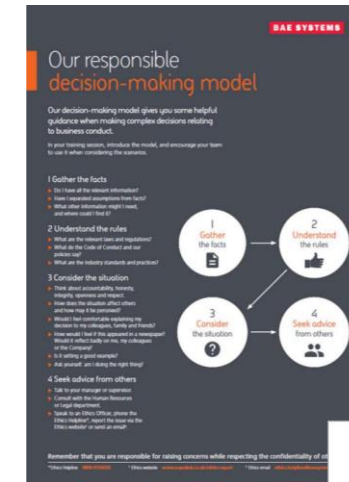 BAE SYSTEMS
Our responsible
decision-making model
Our decision-making model gives you some helpful
guidance when making complex decisions relating
to business conduct.
In your training session, introduce the model, and encourage your team
to use it when considering the scenarios.
1 Gather the facts
Do I have all the relevant information?
Have I separated assumptions from facts?
What other information might I need,
and where could I find it?
2 Understand the rules
What are the relevant laws and regulations?
What do the Code of Conduct and our
policies say?
What are the industry standards and practices?
3 Consider the situation
Think about accountability, honesty,
integrity, openness and respect.
How does the situation affect others
and how may it be perceived?
Would I feel comfortable explaining my
decision to my colleagues, family and friends?
How would I feel if this appeared in a newspaper?
Would it reflect badly on me, my colleagues
or the Company?
Is it setting a good example?
Ask yourself: am I doing the right thing?
4 Seek advice from others
Talk to your manager or supervisor.
Consult with the Human Resources
or Legal department.
Speak to an Ethics Officer, phone the
Ethics Helpline*, report the issue via the
Ethics website* or send an email*.
1
Gather
the facts
2
Understand
the rules
3
Consider
the situation
4
Seek advice
from others
Remember that you are responsible for raising concerns while respecting the confidentiality of
*Ethics Helpline
*Ethics website
*Ethics email